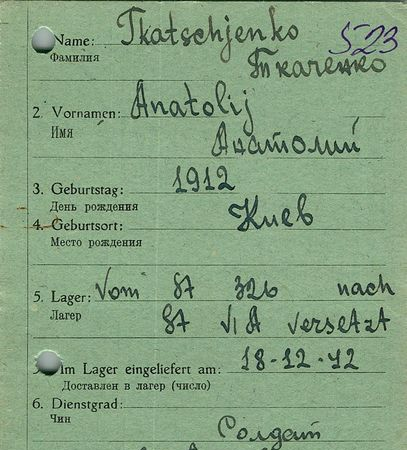 Name: Tkatschjenko 523
Фамилия Ткаченко
2. Vornamen: Anatolij
Имя Анатолий
3. Geburtstag: 1912
День рождения
4. Geburtsort: Киев
Место рождения
5. Lager: Vom St 326 nach
Лагер St VI A versetzt
Im Lager eingeliefert am: 18-12-42
Доставлен в лагер (число)
6. Dienstgrad:
Чин Солдат